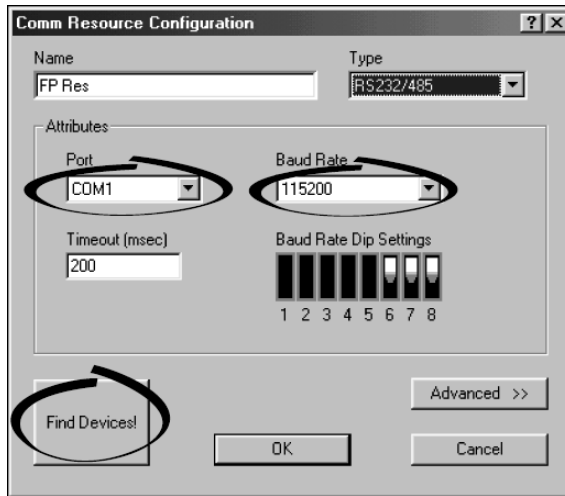 Comm Resource Configuration
Name
Type
FP Res
RS232/485
Attributes
Port
Baud Rate
COM1
115200
Timeout (msec)
Baud Rate Dip Settings
200
1 2 3 4 5 6 7 8
Find Devices!
Advanced >>
OK
Cancel